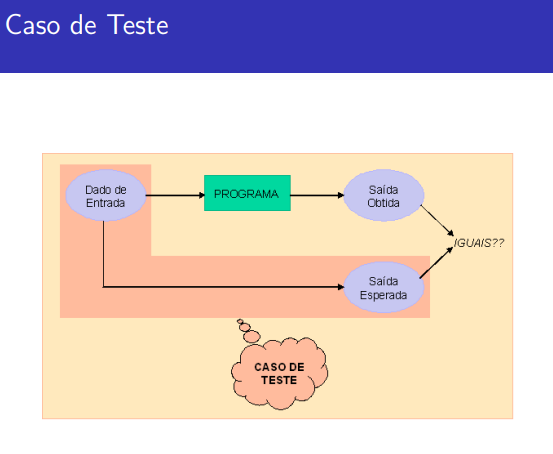 Caso de Teste
Dado de
Entrada
PROGRAMA
Saída
Obtida
IGUAIS??
Saída
Esperada
CASO DE
TESTE